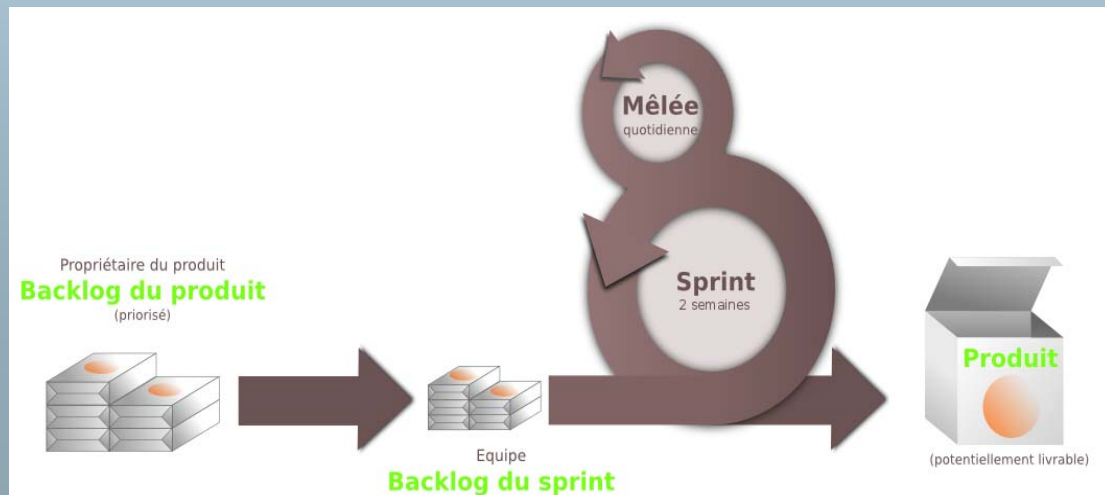 Mêlée
quotidienne
Propriétaire du produit
Backlog du produit
(priorisé)
Sprint
2 semaines
Equipe
Backlog du sprint
Produit
(potentiellement livrable)